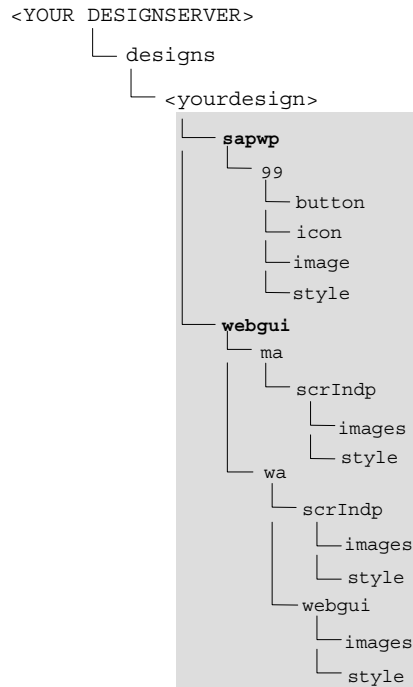 <YOUR DESIGNSERVER>
designs
<yourdesign>
sapwp
99
button
icon
image
style
webgui
ma
scrIndp
images
style
wa
scrIndp
images
style
webgui
images
style